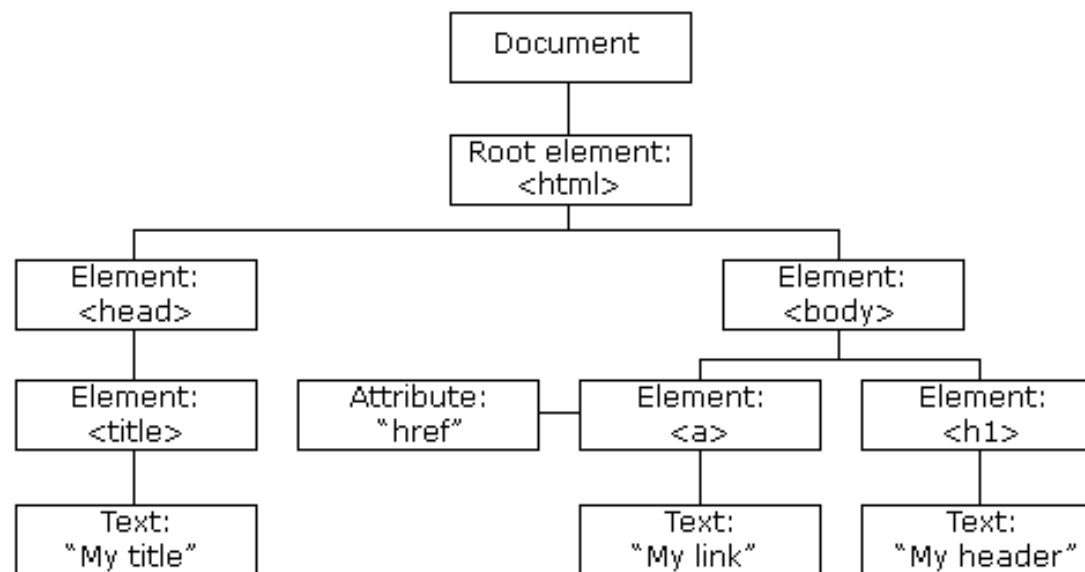 Document
Root element:
<html>
Element:
<head>
Element:
<body>
Element:
<title>
Attribute:
“href”
Element:
<a>
Element:
<h1>
Text:
“My title”
Text:
“My link”
Text:
“My header”